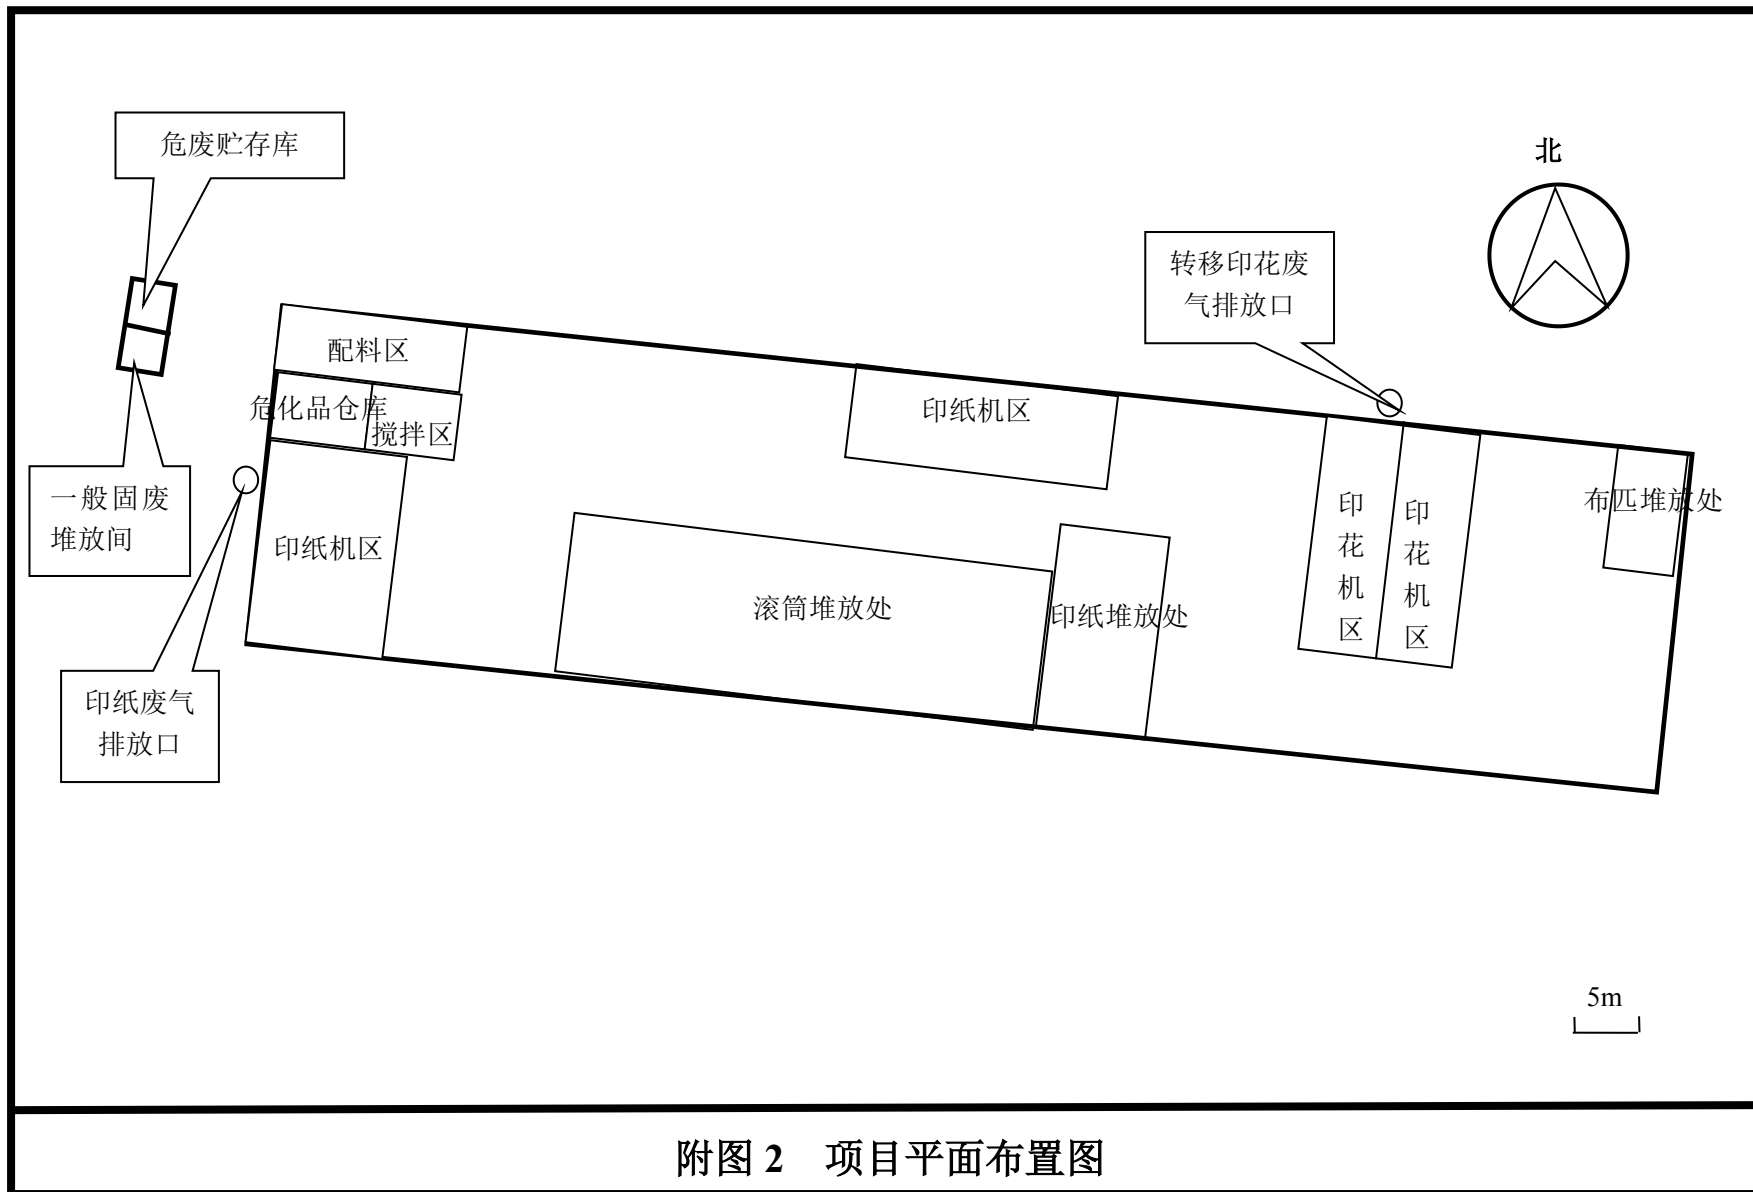 危废贮存库
北
转移印花废
气排放口
配料区
危化品仓库
搅拌区
印纸机区
一般固废
堆放间
印纸机区
布匹堆放处
印花机区
印花机区
滚筒堆放处
印纸堆放处
印纸废气
排放口
5m
附图 2 项目平面布置图